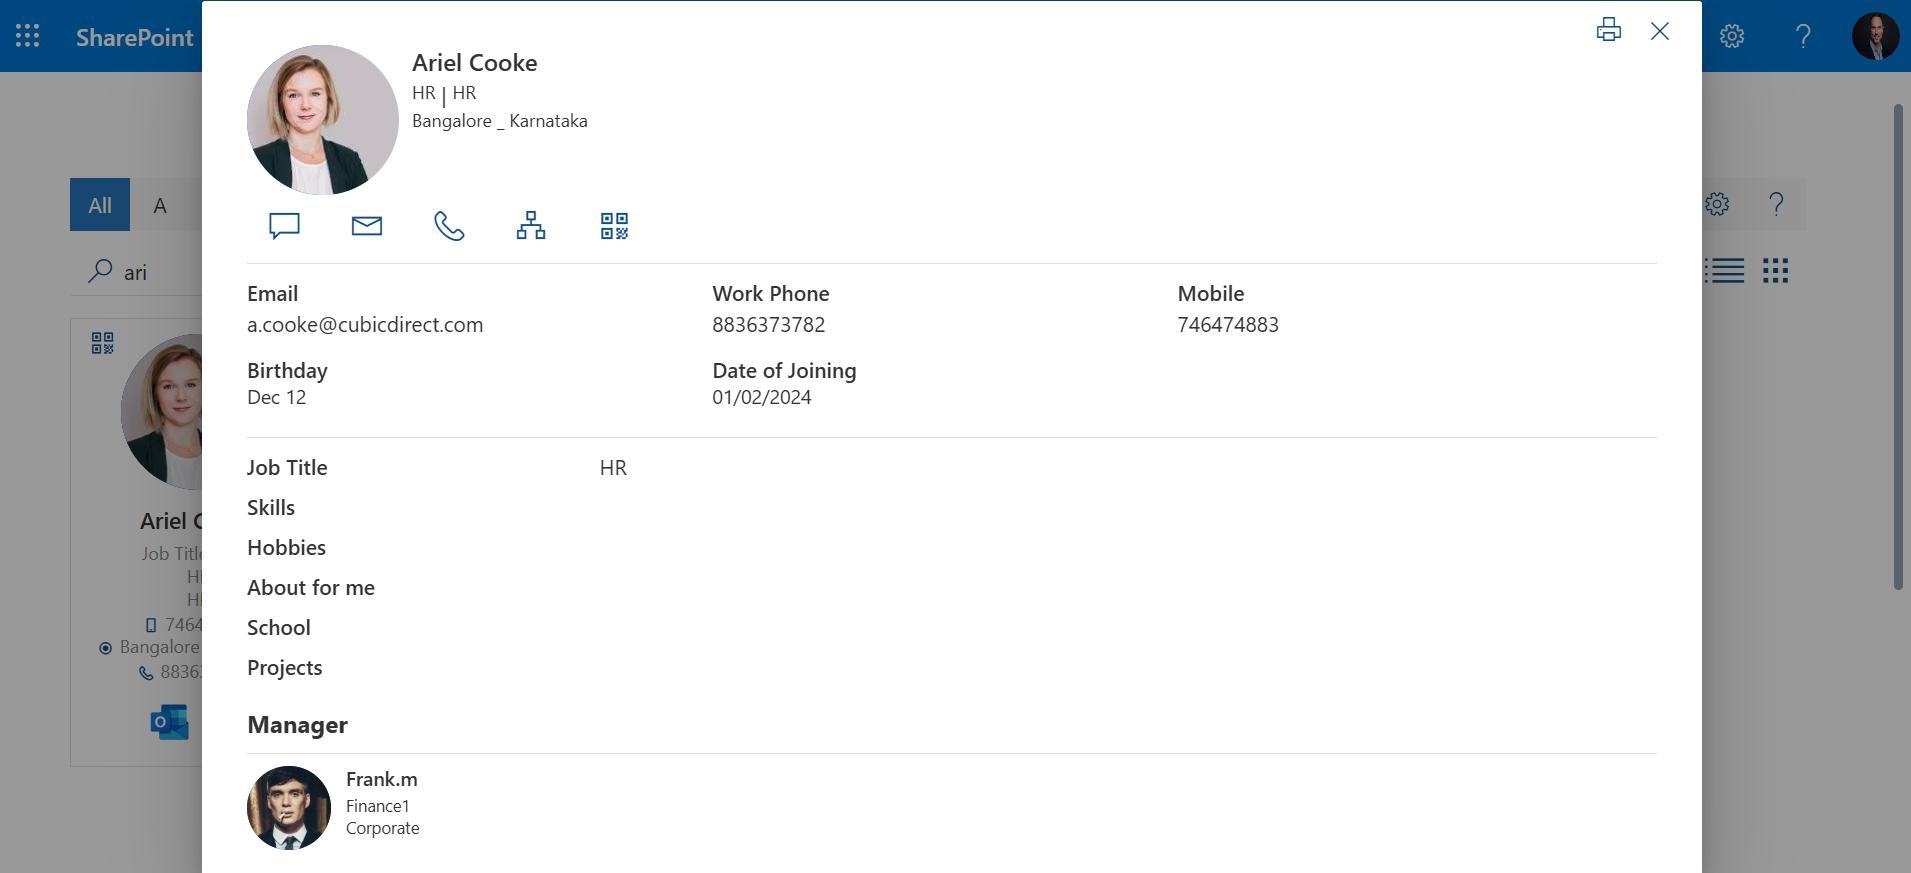 SharePoint
All
A
ari
Ariel C
Job Title
7464
Bangalore
8836
Ariel Cooke
HR | HR
Bangalore _ Karnataka
Email
Work Phone
Mobile
a.cooke@cubicdirect.com
8836373782
746474883
Birthday
Date of Joining
Dec 12
01/02/2024
Job Title
HR
Skills
Hobbies
About for me
School
Projects
Manager
Frank.m
Finance1
Corporate